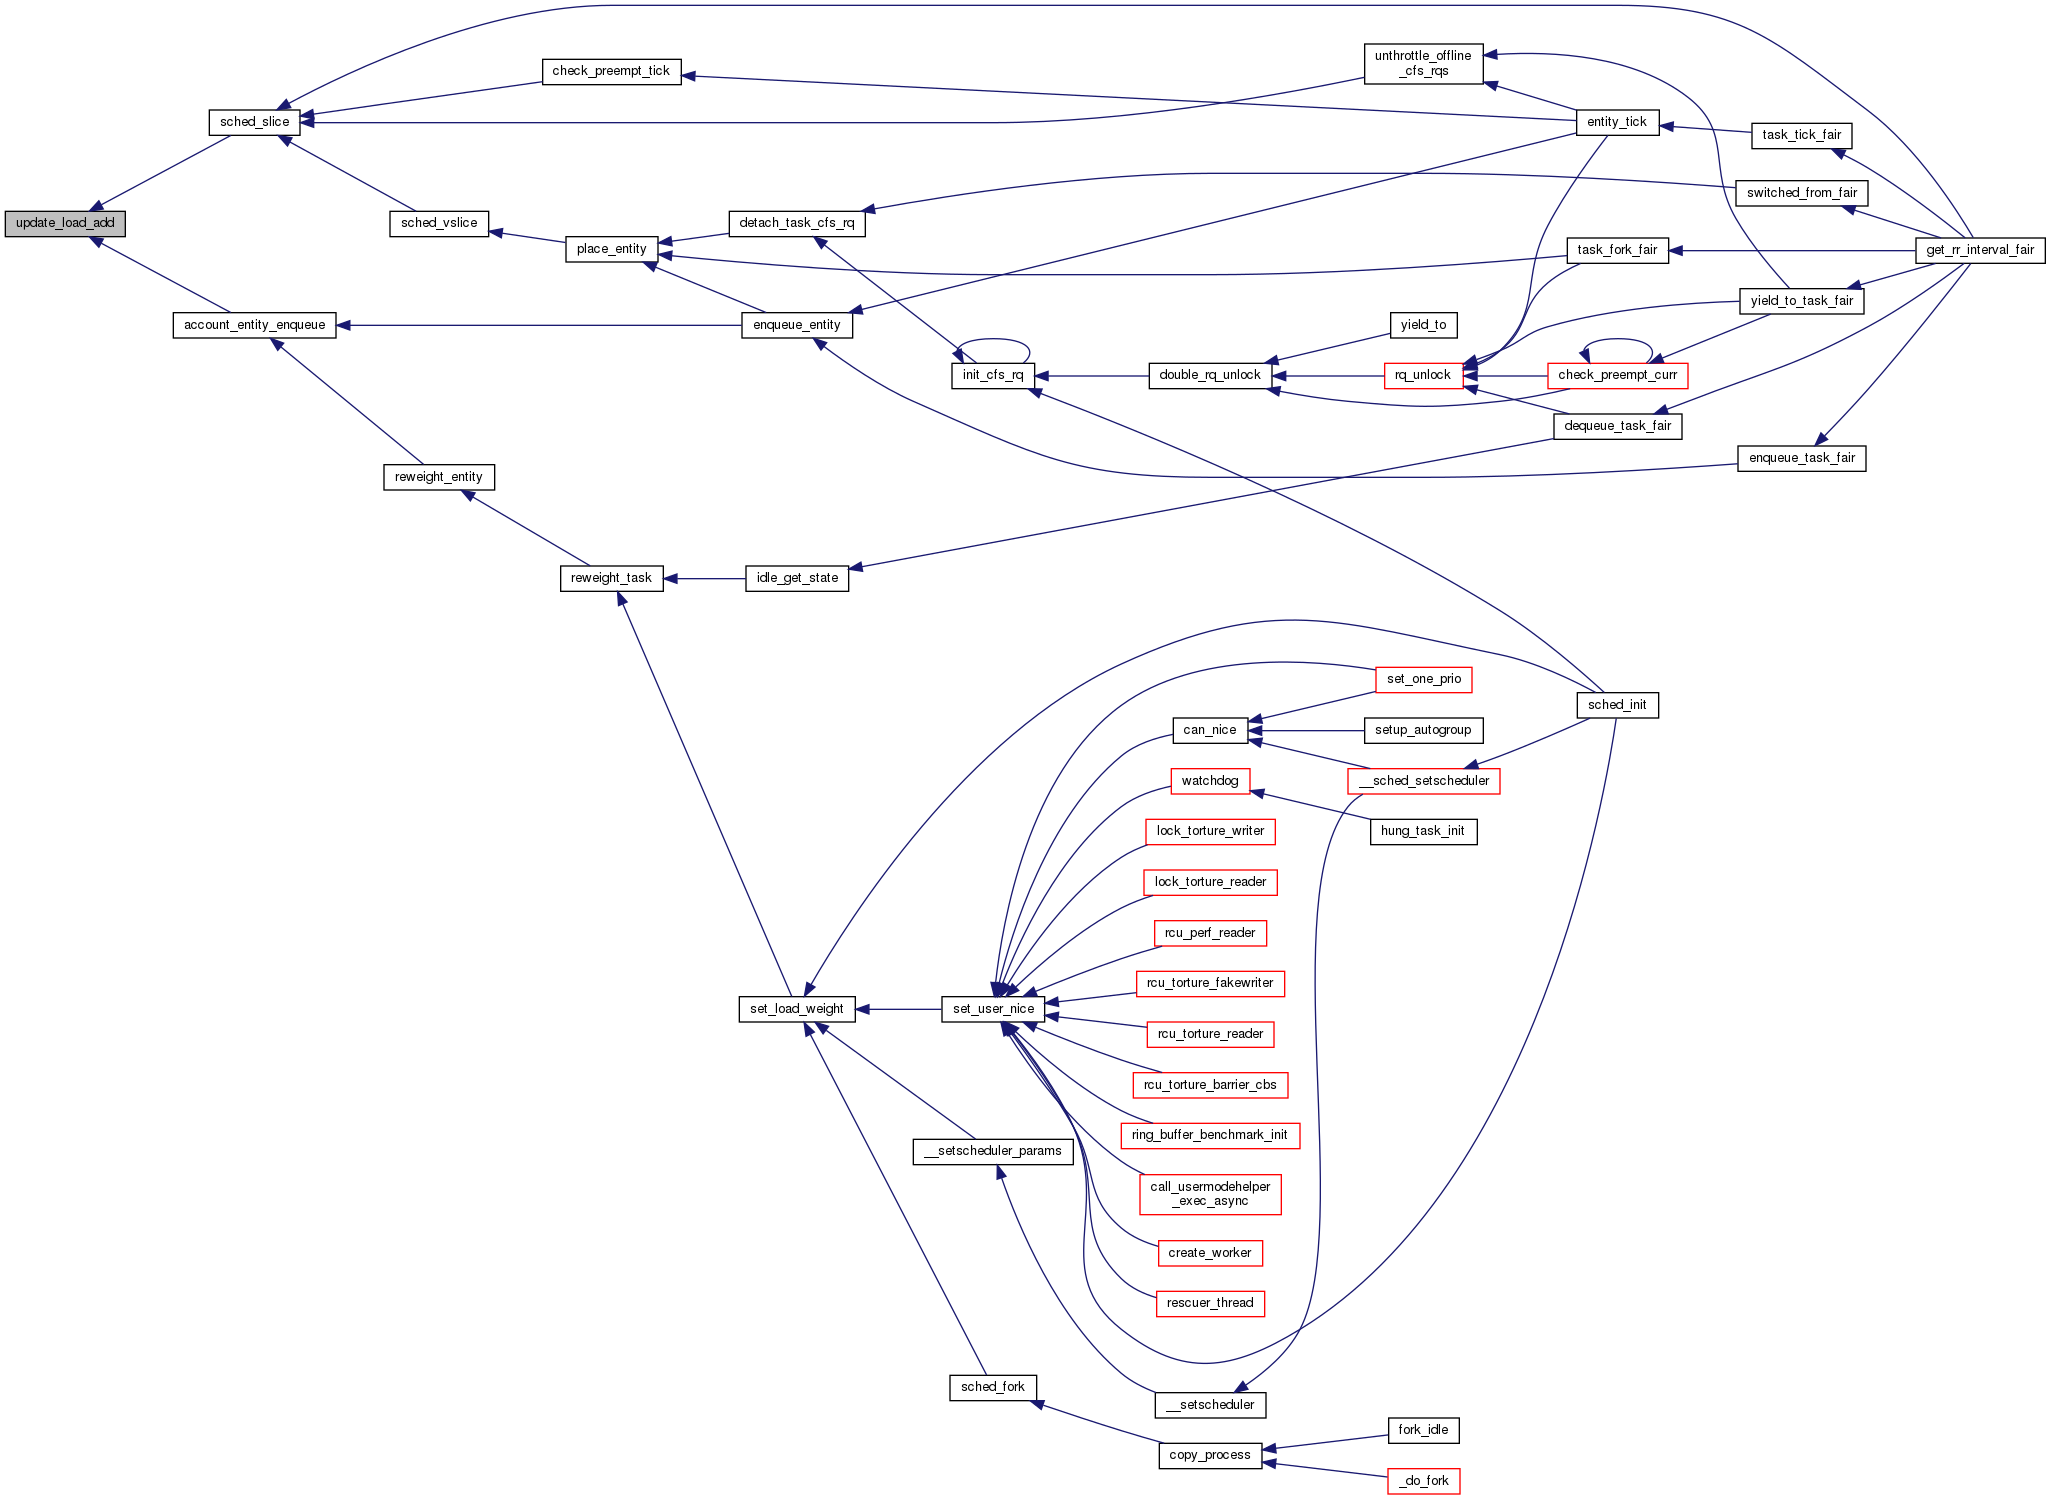 unthrottle_offline
_cfs_rqs
check_preempt_tick
sched_slice
entity_tick
task_tick_fair
switched_from_fair
update_load_add
sched_vslice
detach_task_cfs_rq
place_entity
task_fork_fair
get_rr_interval_fair
yield_to_task_fair
account_entity_enqueue
enqueue_entity
yield_to
init_cfs_rq
double_rq_unlock
rq_unlock
check_preempt_curr
dequeue_task_fair
enqueue_task_fair
reweight_entity
reweight_task
idle_get_state
set_one_prio
sched_init
can_nice
setup_autogroup
watchdog
__sched_setscheduler
lock_torture_writer
hung_task_init
lock_torture_reader
rcu_perf_reader
rcu_torture_fakewriter
set_load_weight
set_user_nice
rcu_torture_reader
rcu_torture_barrier_cbs
ring_buffer_benchmark_init
__setscheduler_params
call_usermodehelper
_exec_async
create_worker
rescuer_thread
sched_fork
__setscheduler
fork_idle
copy_process
_do_fork